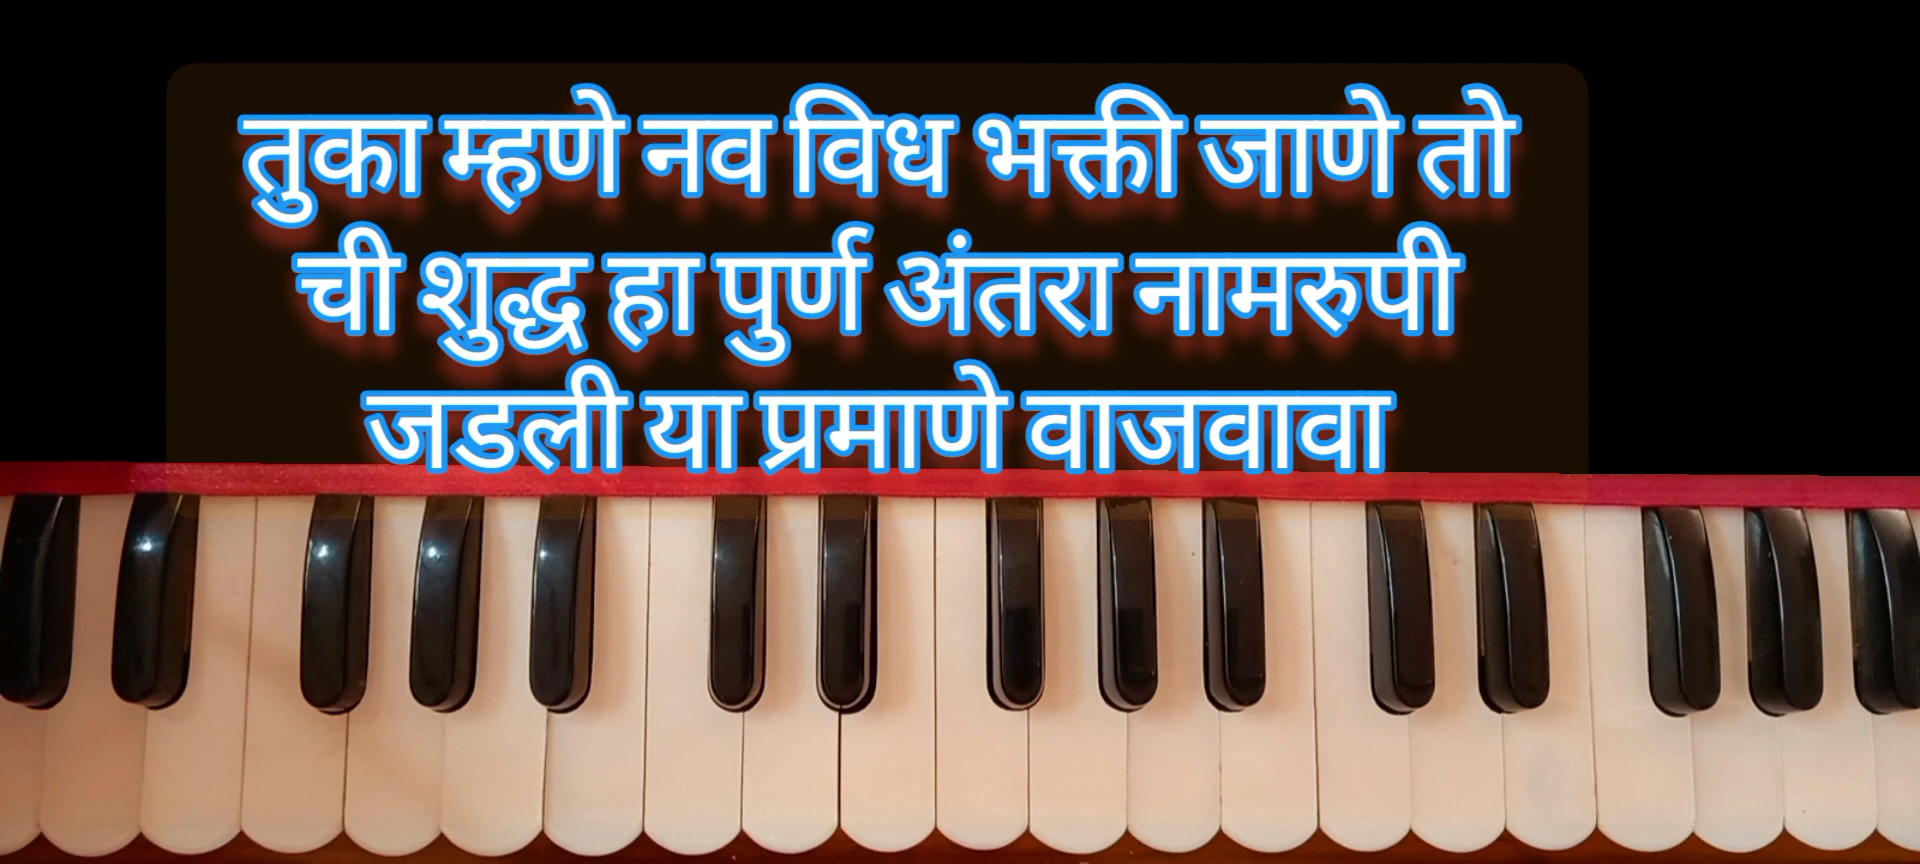 तुका म्हणे नव विध भक्ती जाणे तो
ची शुद्ध हा पुर्ण अंतरा नामरुपी
जडली या प्रमाणे वाजवावा